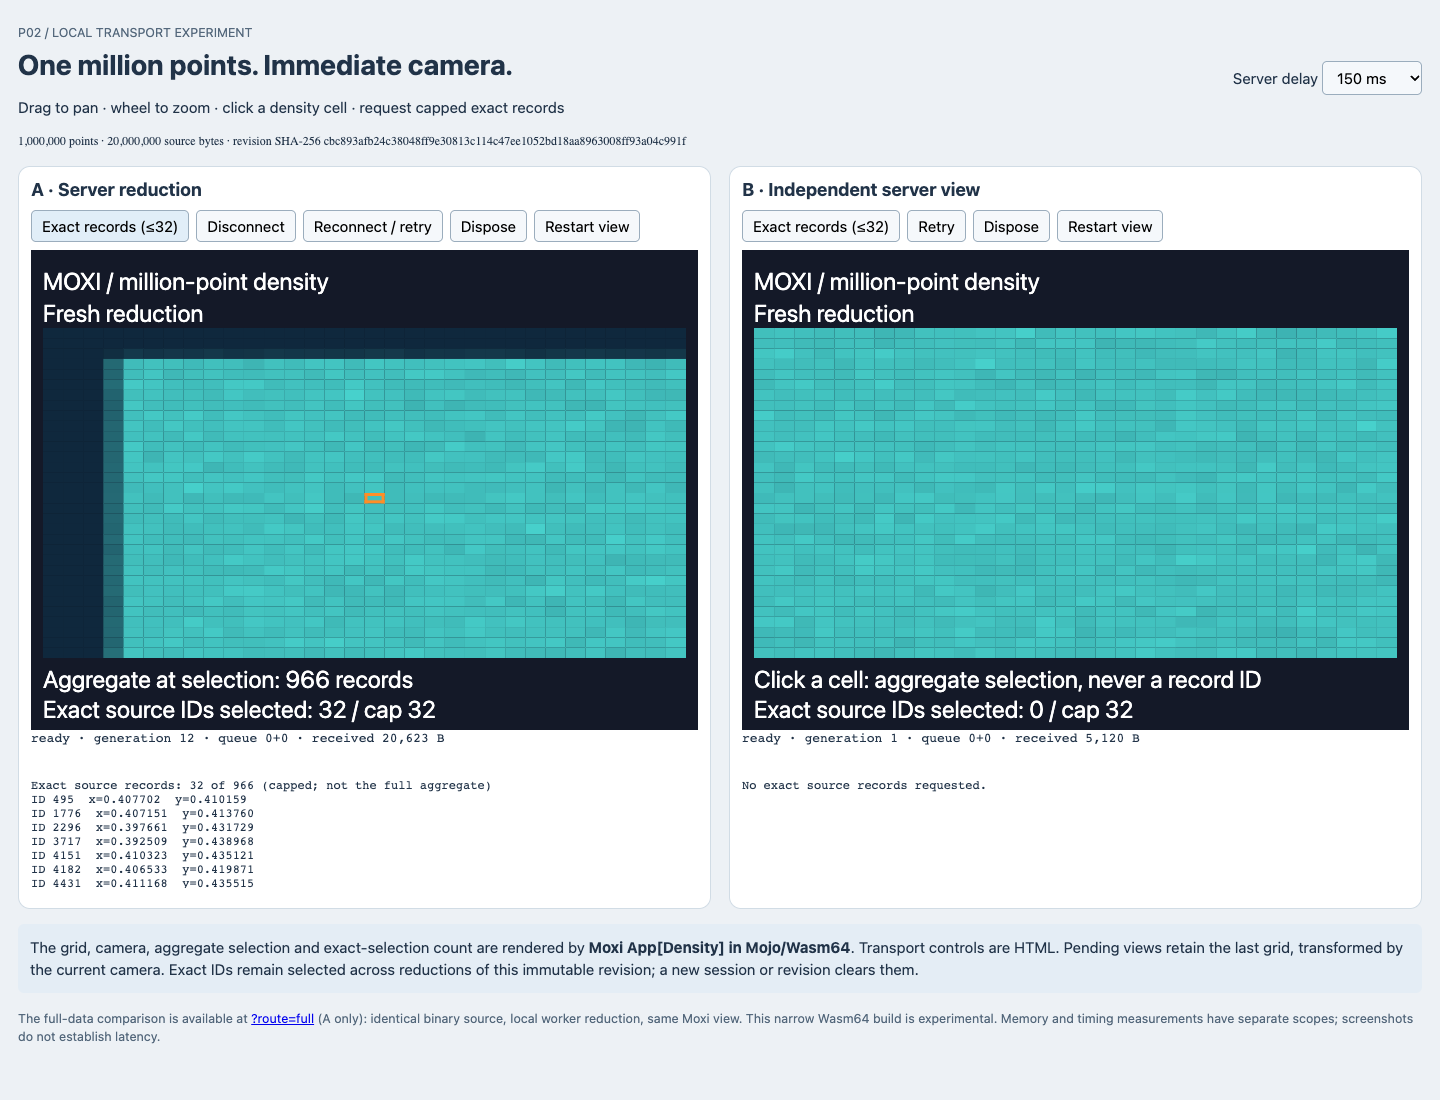 P02 / LOCAL TRANSPORT EXPERIMENT
One million points. Immediate camera.
Server delay 150 ms
Drag to pan · wheel to zoom · click a density cell · request capped exact records
1,000,000 points · 20,000,000 source bytes · revision SHA-256 cbc893afb24c38048ff9e30813c114c47ee1052bd18aa8963008ff93a04c991f
A · Server reduction
Exact records (≤32) Disconnect Reconnect / retry Dispose Restart view
MOXI / million-point density
Fresh reduction
Aggregate at selection: 966 records
Exact source IDs selected: 32 / cap 32
ready · generation 12 · queue 0+0 · received 20,623 B
Exact source records: 32 of 966 (capped; not the full aggregate)
ID 495 x=0.407702 y=0.410159
ID 1776 x=0.407151 y=0.413760
ID 2296 x=0.397661 y=0.431729
ID 3717 x=0.392509 y=0.438968
ID 4151 x=0.410323 y=0.435121
ID 4182 x=0.406533 y=0.419871
ID 4431 x=0.411168 y=0.435515
B · Independent server view
Exact records (≤32) Retry Dispose Restart view
MOXI / million-point density
Fresh reduction
Click a cell: aggregate selection, never a record ID
Exact source IDs selected: 0 / cap 32
ready · generation 1 · queue 0+0 · received 5,120 B
No exact source records requested.
The grid, camera, aggregate selection and exact-selection count are rendered by Moxi App[Density] in Mojo/Wasm64. Transport controls are HTML. Pending views retain the last grid, transformed by
the current camera. Exact IDs remain selected across reductions of this immutable revision; a new session or revision clears them.
The full-data comparison is available at ?route=full (A only): identical binary source, local worker reduction, same Moxi view. This narrow Wasm64 build is experimental. Memory and timing measurements have separate scopes; screenshots
do not establish latency.